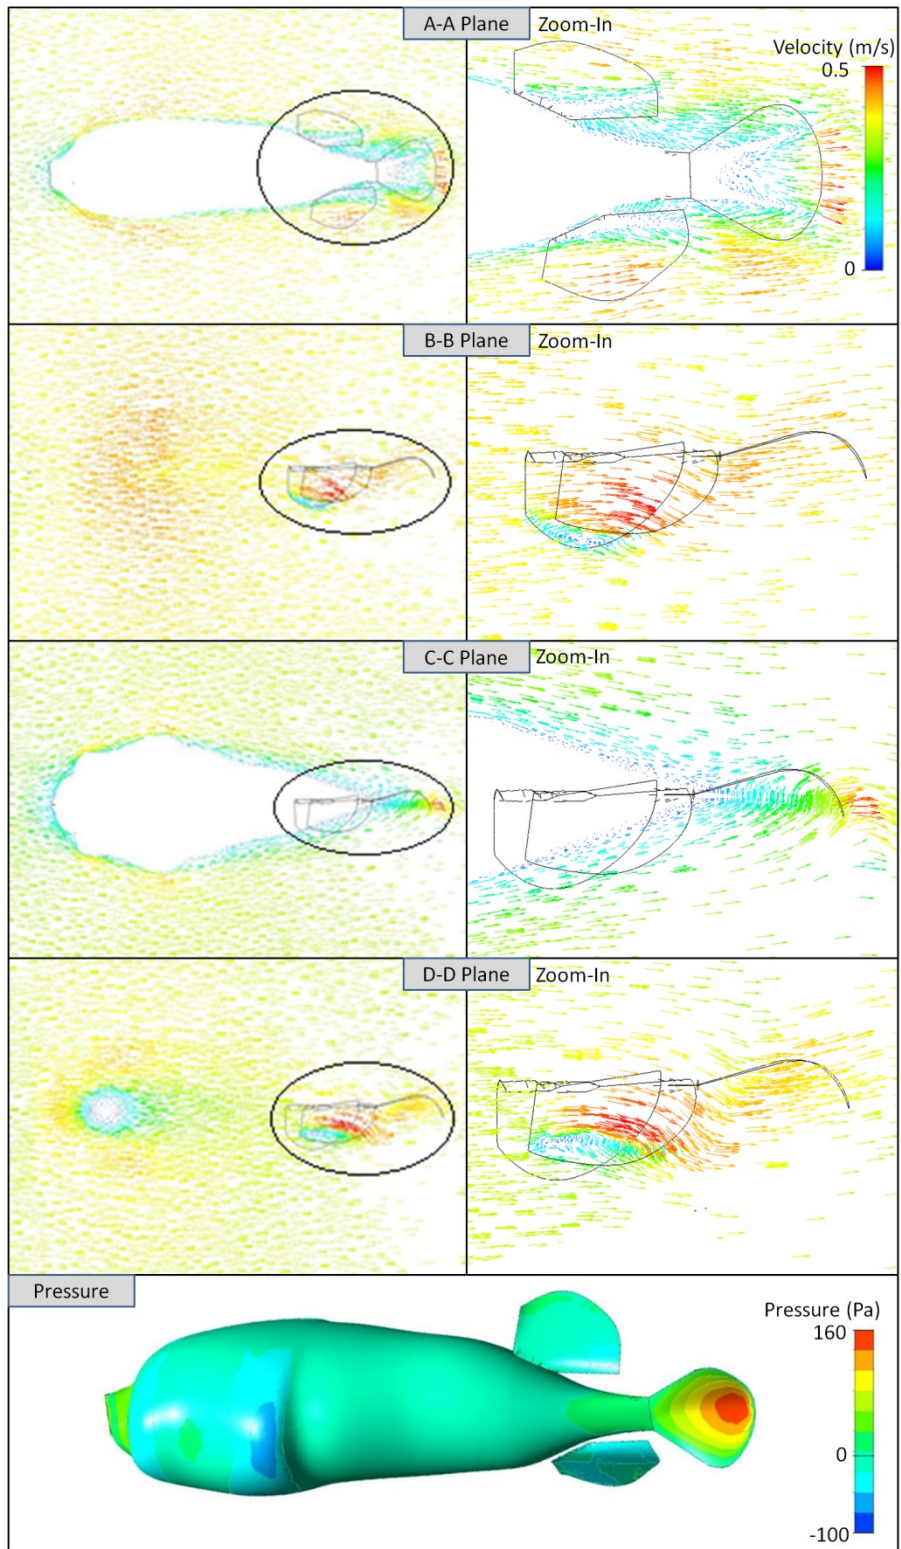 A-A Plane
Zoom-In
Velocity (m/s)
0.5
0
B-B Plane
Zoom-In
C-C Plane
Zoom-In
D-D Plane
Zoom-In
Pressure
Pressure (Pa)
160
0
-100